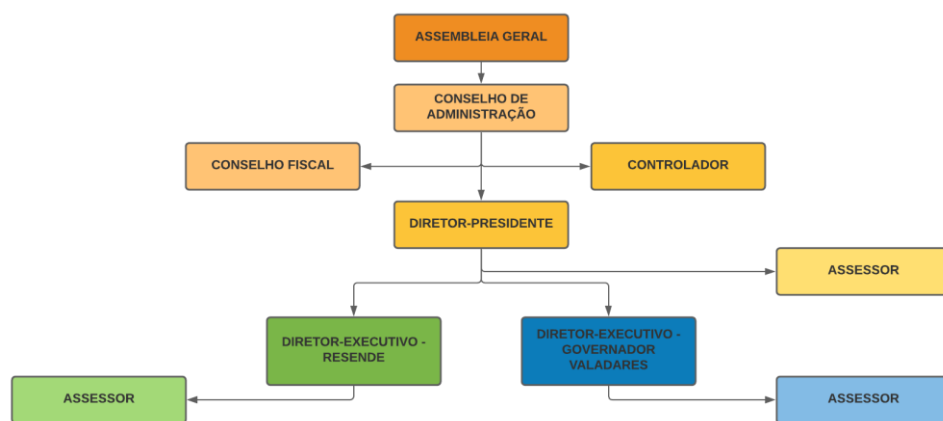 ASSEMBLEIA GERAL
CONSELHO DE
ADMINISTRAÇÃO
CONSELHO FISCAL
CONTROLADOR
DIRETOR-PRESIDENTE
ASSESSOR
DIRETOR-EXECUTIVO -
RESENDE
DIRETOR-EXECUTIVO -
GOVERNADOR
VALADARES
ASSESSOR
ASSESSOR